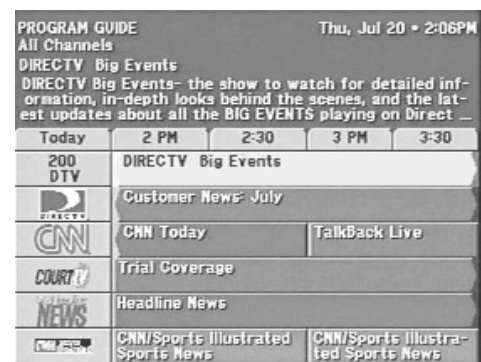 PROGRAM GUIDE Thu, Jul 20 • 2:06PM
All Channels
DIRECTV Big Events
DIRECTV Big Events- the show to watch for detailed inf-
ormation, in-depth looks behind the scenes, and the lat-
est updates about all the BIG EVENTS playing on Direct ...
Today 2 PM 2:30 3 PM 3:30
200
DTV
DIRECTV Big Events
DIRECTV
Customer News: July
CNN
CNN Today
TalkBack Live
COURT TV
Trial Coverage
NEWS
Headline News
CNN/Sports Illustrated
Sports News
CNN/Sports Illustra-
ted Sports News